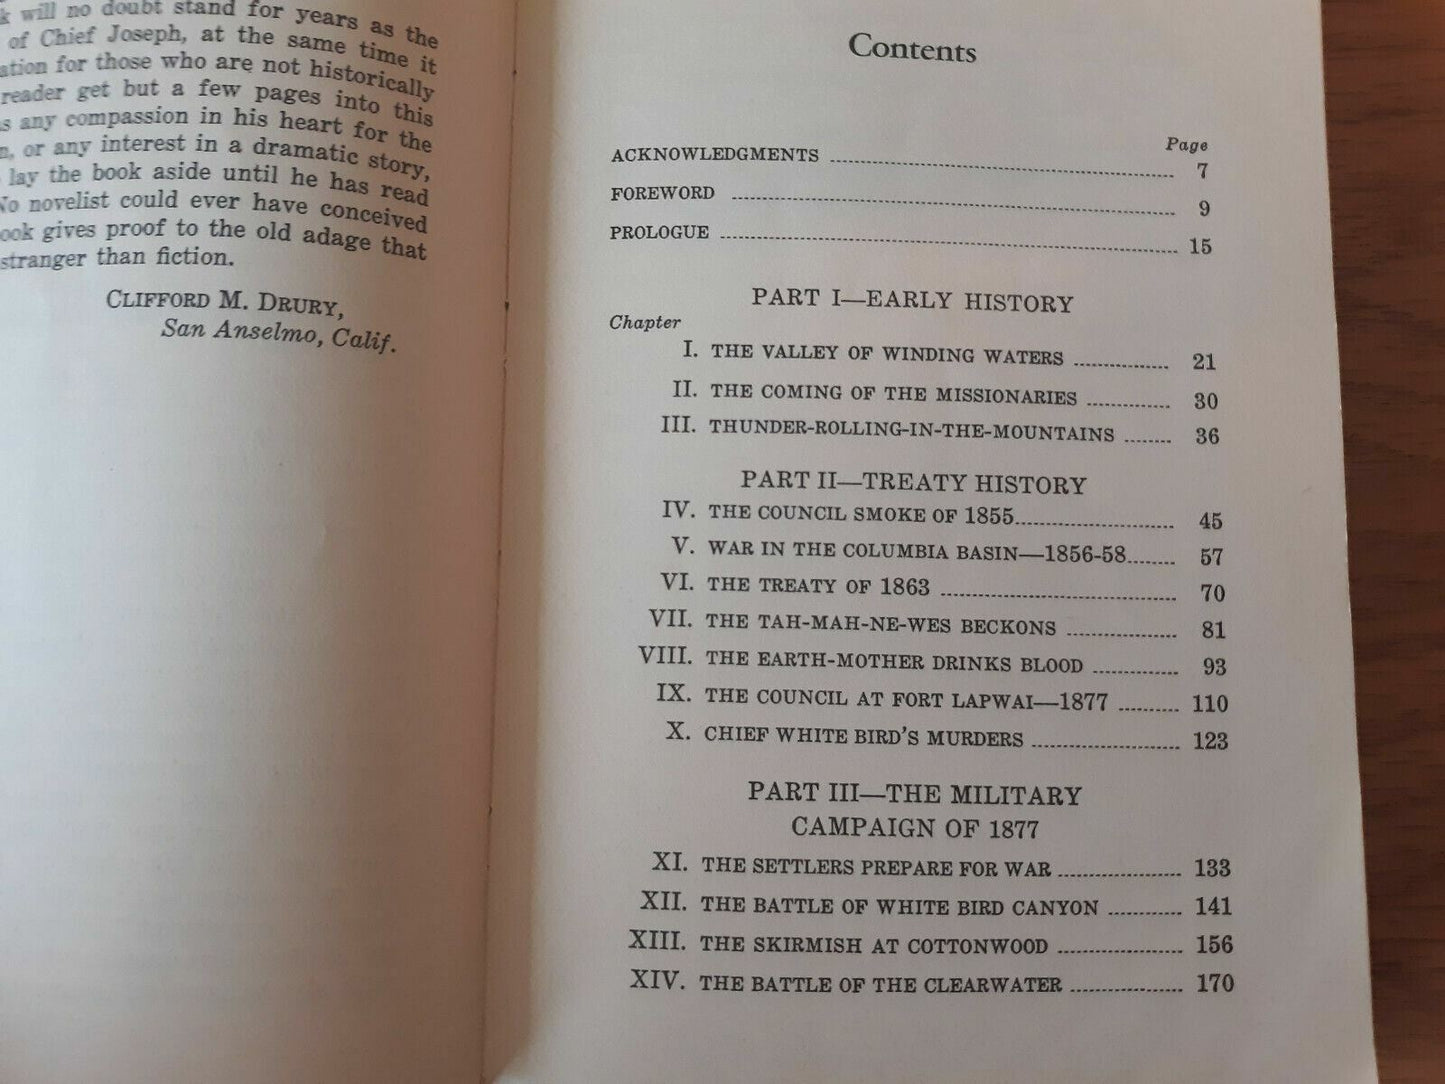 will no doubt stand for years as the
of Chief Joseph, at the same time it
ation for those who are not historically
reader get but a few pages into this
s any compassion in his heart for the
n, or any interest in a dramatic story,
lay the book aside until he has read
No novelist could ever have conceived
ook gives proof to the old adage that
stranger than fiction.
CLIFFORD M. DRURY,
San Anselmo, Calif.
Contents
Page
ACKNOWLEDGMENTS 7
FOREWORD 9
PROLOGUE 15
PART I—EARLY HISTORY
Chapter
I. THE VALLEY OF WINDING WATERS 21
II. THE COMING OF THE MISSIONARIES 30
III. THUNDER-ROLLING-IN-THE-MOUNTAINS 36
PART II—TREATY HISTORY
IV. THE COUNCIL SMOKE OF 1855 45
V. WAR IN THE COLUMBIA BASIN—1856-58 57
VI. THE TREATY OF 1863 70
VII. THE TAH-MAH-NE-WES BECKONS 81
VIII. THE EARTH-MOTHER DRINKS BLOOD 93
IX. THE COUNCIL AT FORT LAPWAI—1877 110
X. CHIEF WHITE BIRD'S MURDERS 123
PART III—THE MILITARY
CAMPAIGN OF 1877
XI. THE SETTLERS PREPARE FOR WAR 133
XII. THE BATTLE OF WHITE BIRD CANYON 141
XIII. THE SKIRMISH AT COTTONWOOD 156
XIV. THE BATTLE OF THE CLEARWATER 170